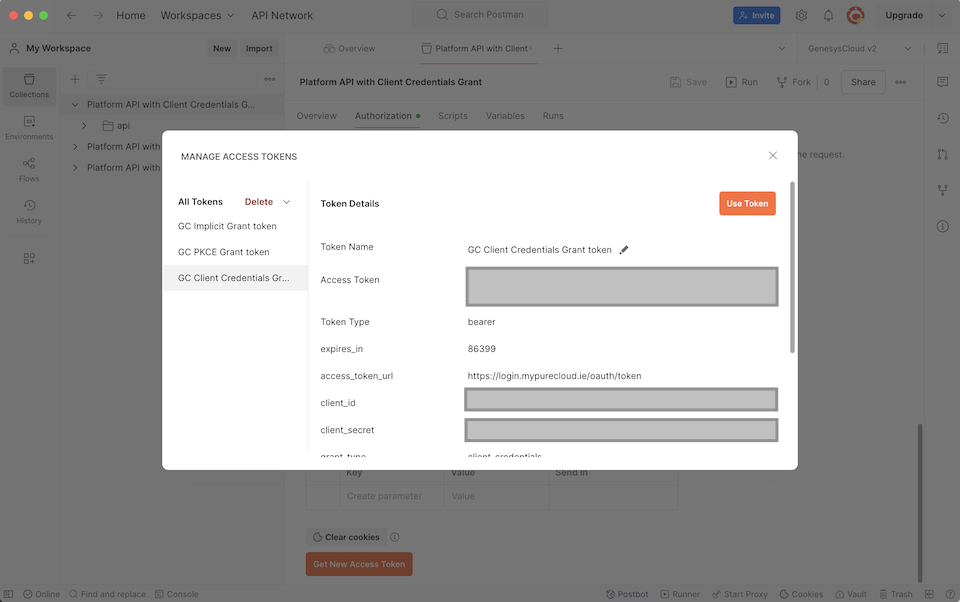 Home Workspaces API Network Search Postman Invite Upgrade
My Workspace New Import Overview Platform API with Client GenesysCloud v2
Collections
Environments
Flows
History
Platform API with Client Credentials G...
api
Platform API with
Platform API with
Platform API with Client Credentials Grant Save Run Fork 0 Share
Overview Authorization Scripts Variables Runs
he request.
MANAGE ACCESS TOKENS
All Tokens Delete
GC Implicit Grant token
GC PKCE Grant token
GC Client Credentials Gr...
Token Details Use Token
Token Name GC Client Credentials Grant token
Access Token
Token Type bearer
expires_in 86399
access_token_url https://login.mypurecloud.ie/oauth/token
client_id
client_secret
grant_type client_credentials
Key Value Send In
Create parameter Value
Clear cookies
Get New Access Token
Online Find and replace Console Postbot Runner Start Proxy Cookies Vault Trash